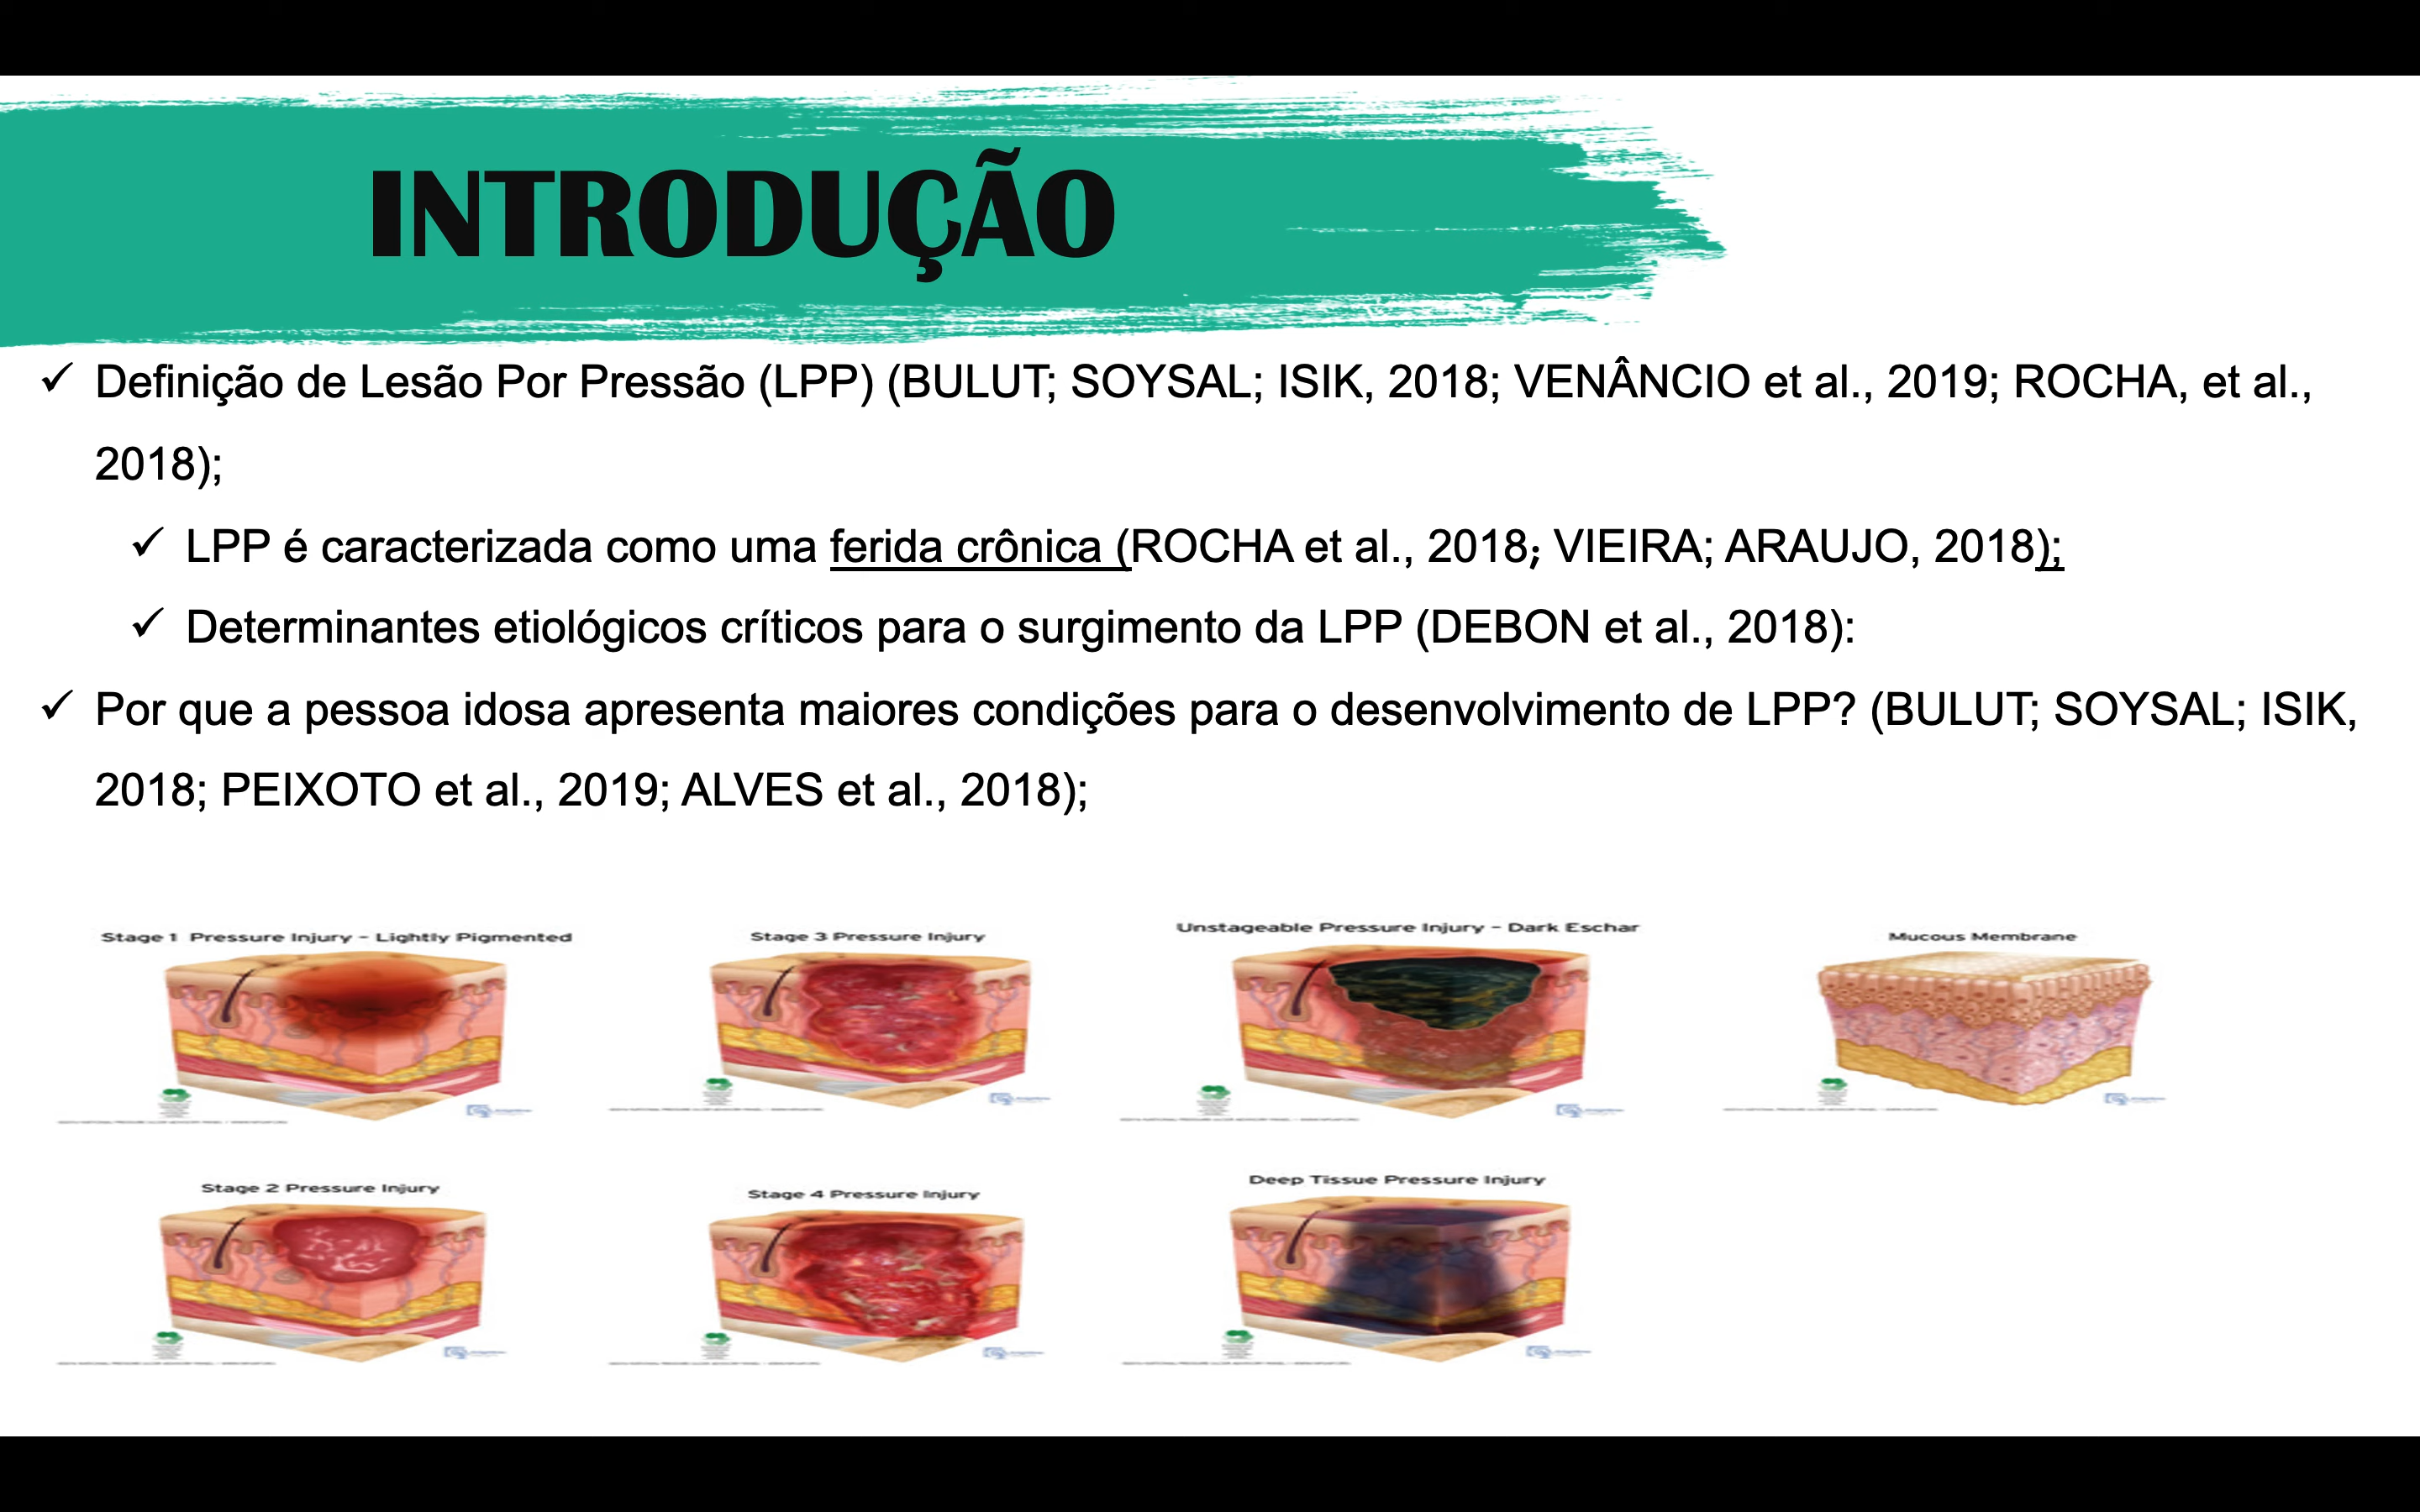 INTRODUÇÃO
✓ Definição de Lesão Por Pressão (LPP) (BULUT; SOYSAL; ISIK, 2018; VENÂNCIO et al., 2019; ROCHA, et al.,
2018);
✓ LPP é caracterizada como uma ferida crônica (ROCHA et al., 2018; VIEIRA; ARAUJO, 2018);
✓ Determinantes etiológicos críticos para o surgimento da LPP (DEBON et al., 2018):
✓ Por que a pessoa idosa apresenta maiores condições para o desenvolvimento de LPP? (BULUT; SOYSAL; ISIK,
2018; PEIXOTO et al., 2019; ALVES et al., 2018);
Stage 1 Pressure Injury - Lightly Pigmented
Stage 3 Pressure Injury
Unstageable Pressure Injury - Dark Eschar
Mucous Membrane
Stage 2 Pressure Injury
Stage 4 Pressure Injury
Deep Tissue Pressure Injury